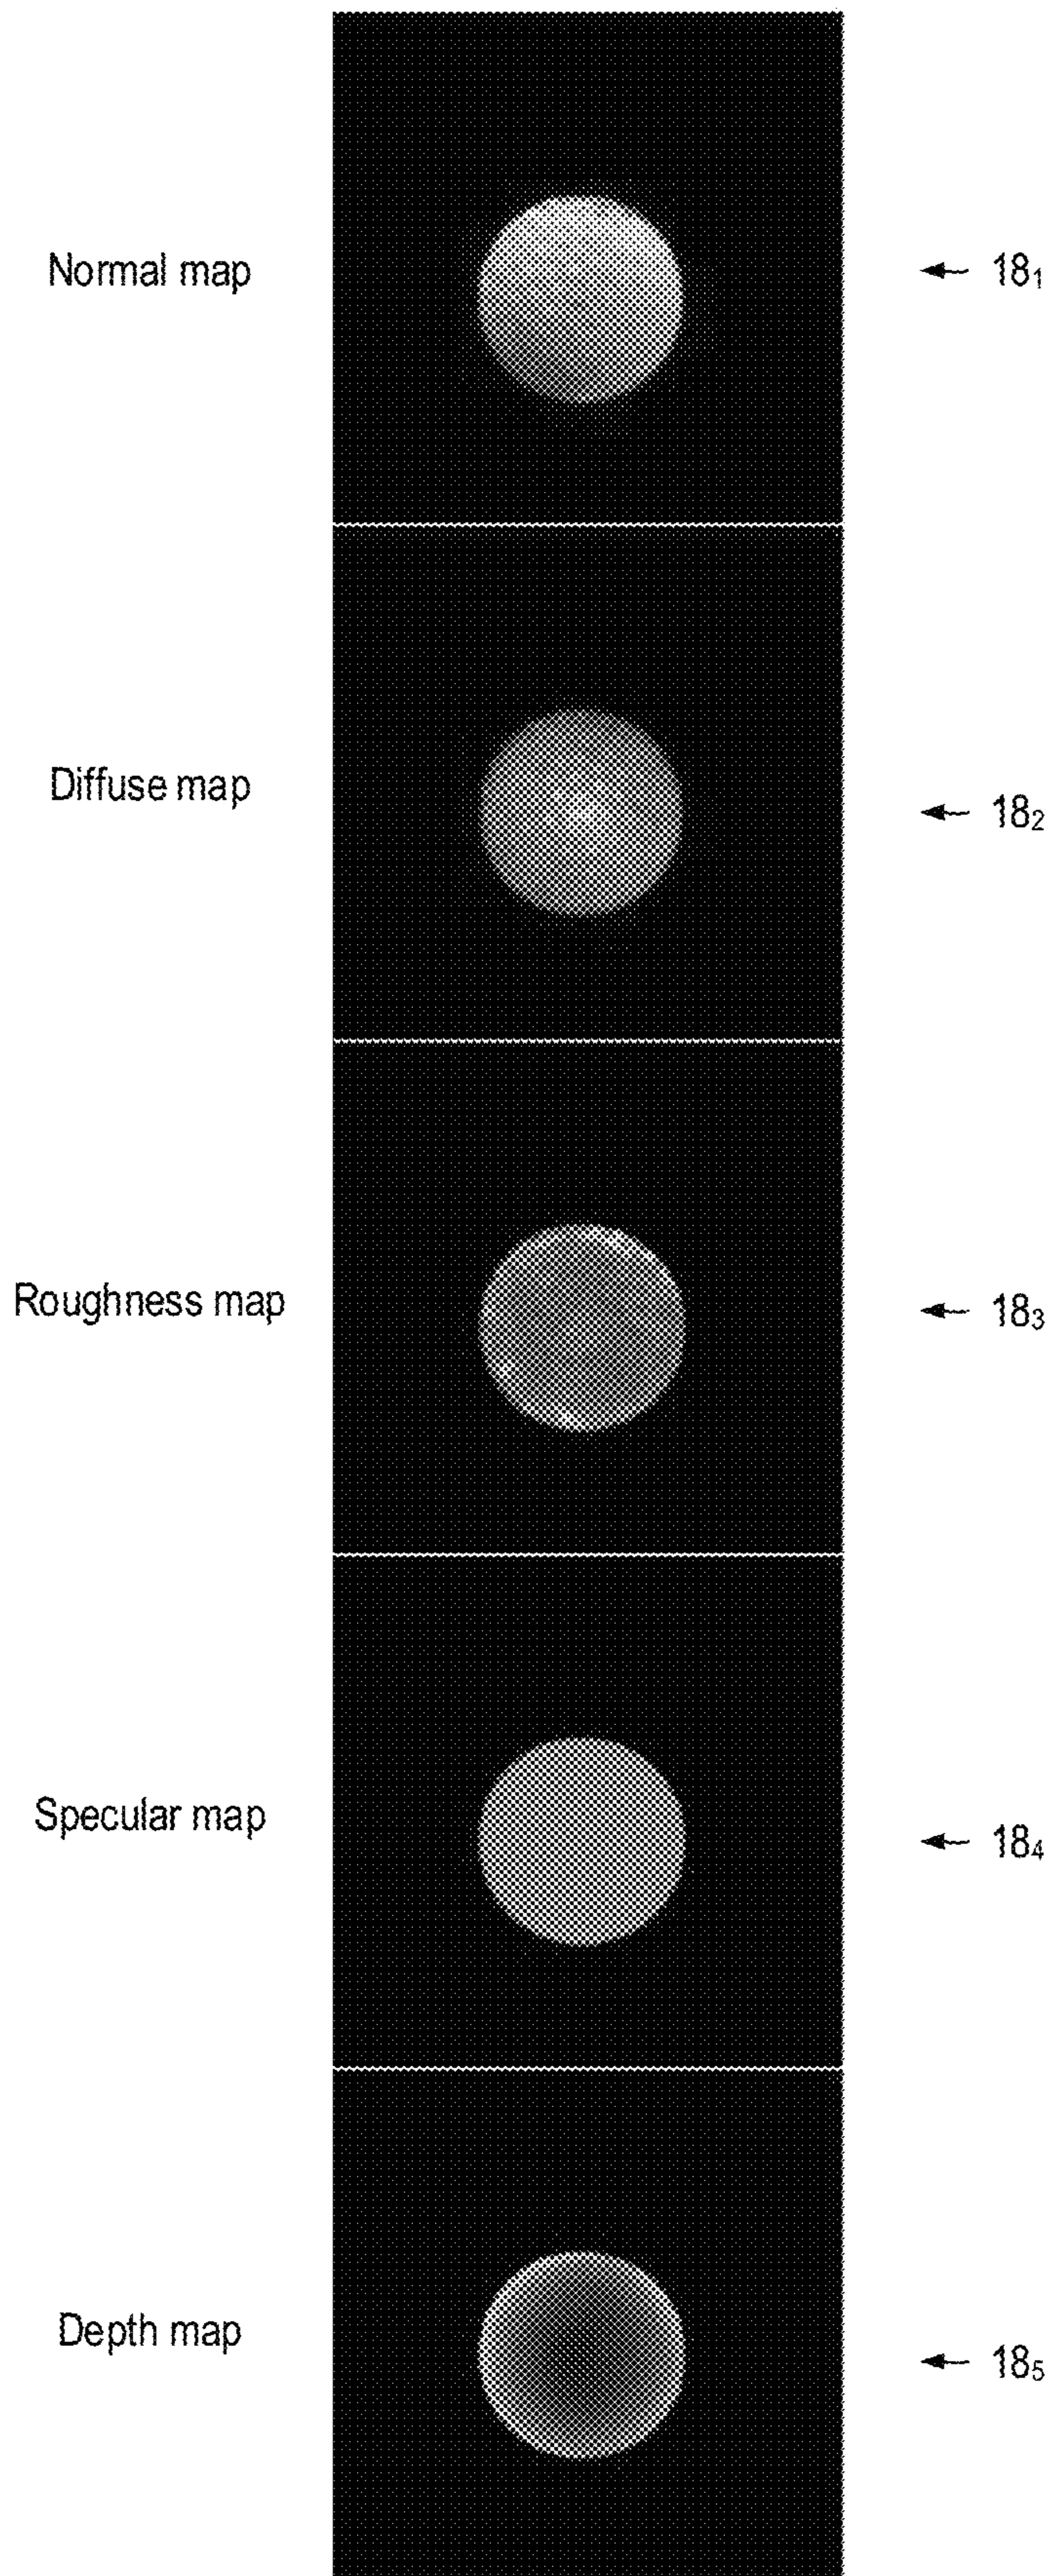 Normal map 18₁
Diffuse map 18₂
Roughness map 18₃
Specular map 18₄
Depth map 18₅